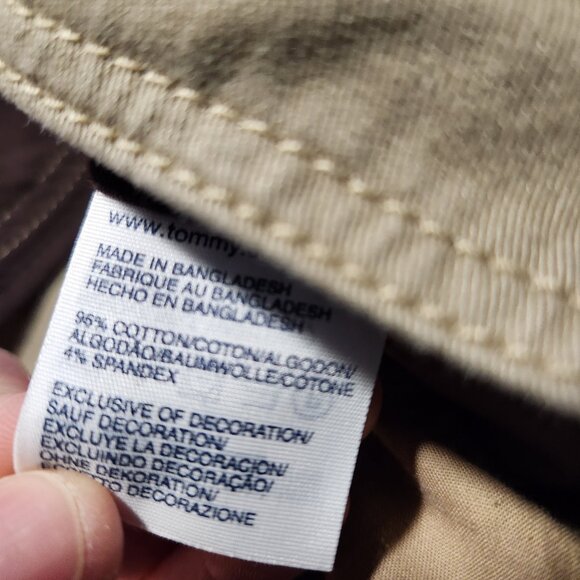 www.tommy.
MADE IN BANGLADESH
FABRIQUE AU BANGLADESH
HECHO EN BANGLADESH
96% COTTON/COTON/ALGODON/
ALGODÃO/BAUMWOLLE/COTONE
4% SPANDEX
EXCLUSIVE OF DECORATION/
SAUF DECORATION/
EXCLUYE LA DECORACION/
EXCLUINDO DECORAÇÃO/
OHNE DEKORATION/
DECORAZIONE